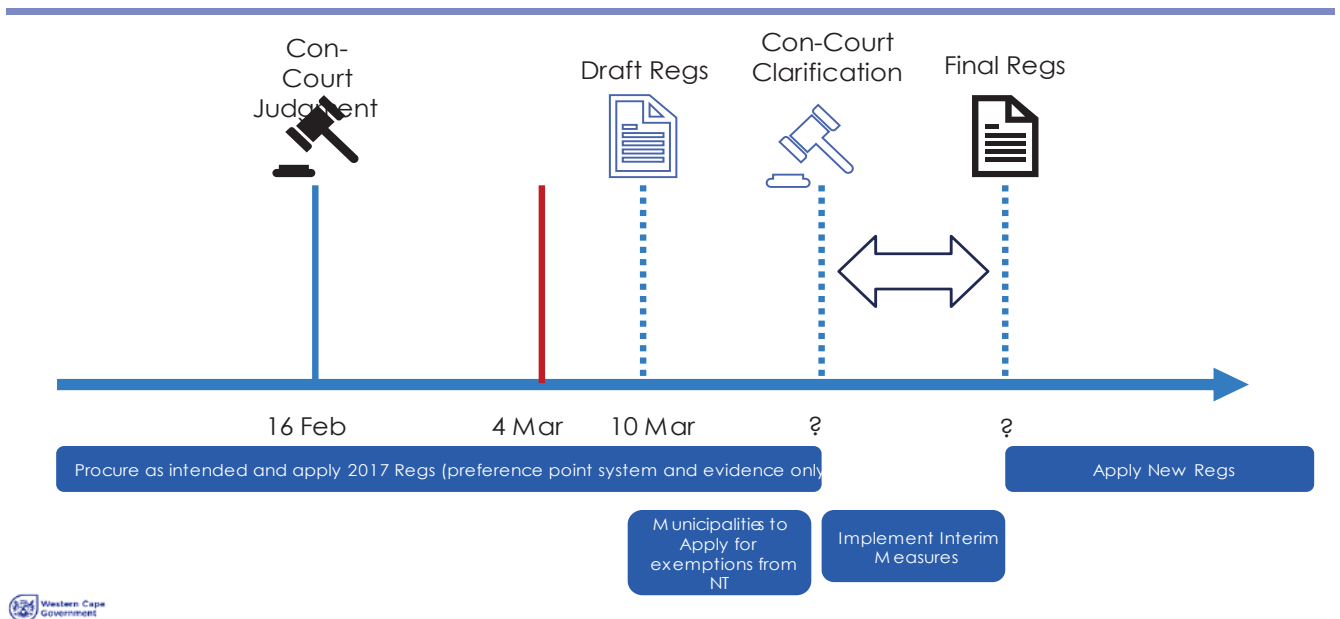 Con-
Court
Judgment
Draft Regs
Con-Court
Clarification
Final Regs
16 Feb
4 Mar
10 Mar
?
?
Procure as intended and apply 2017 Regs (preference point system and evidence only
Apply New Regs
Municipalities to
Apply for
exemptions from
NT
Implement Interim
Measures
Western Cape
Government